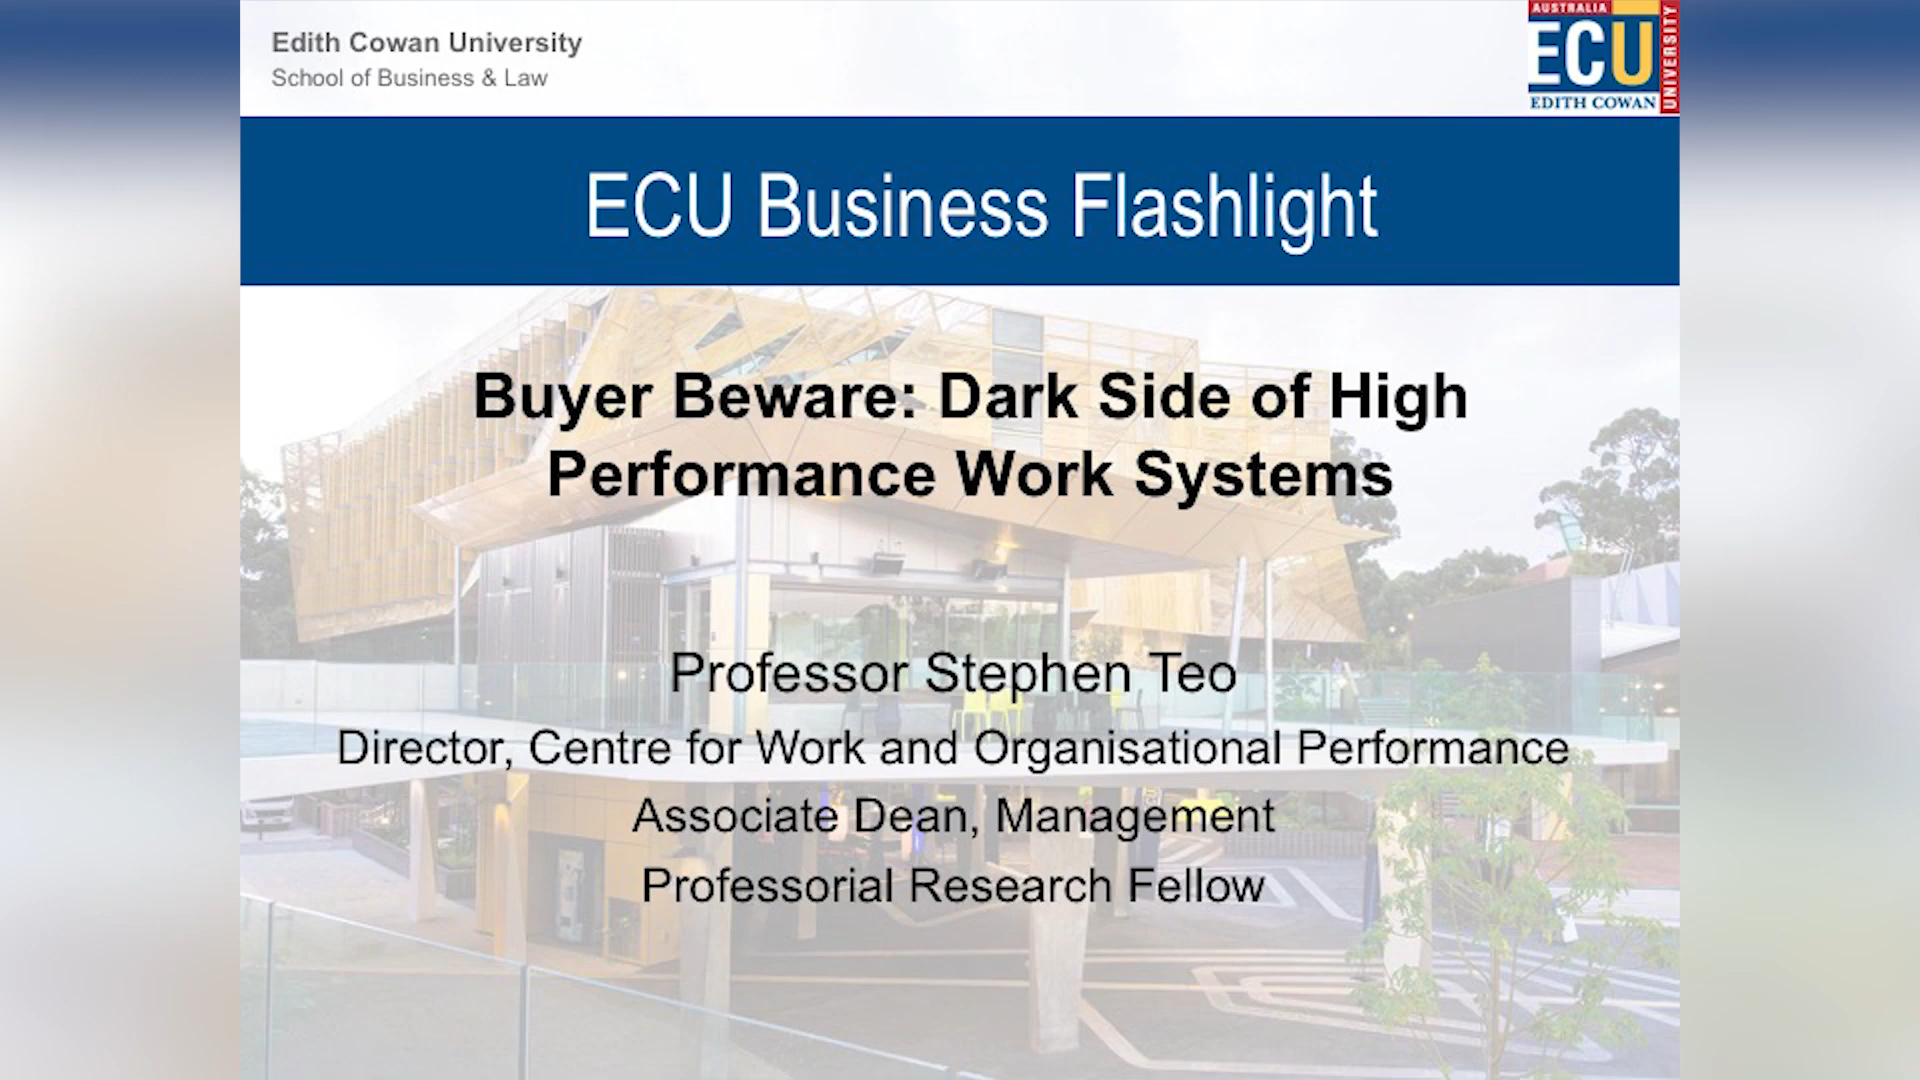 Edith Cowan University
School of Business & Law
AUSTRALIA
ECU
EDITH COWAN
UNIVERSITY
ECU Business Flashlight
Buyer Beware: Dark Side of High
Performance Work Systems
Professor Stephen Teo
Director, Centre for Work and Organisational Performance
Associate Dean, Management
Professorial Research Fellow